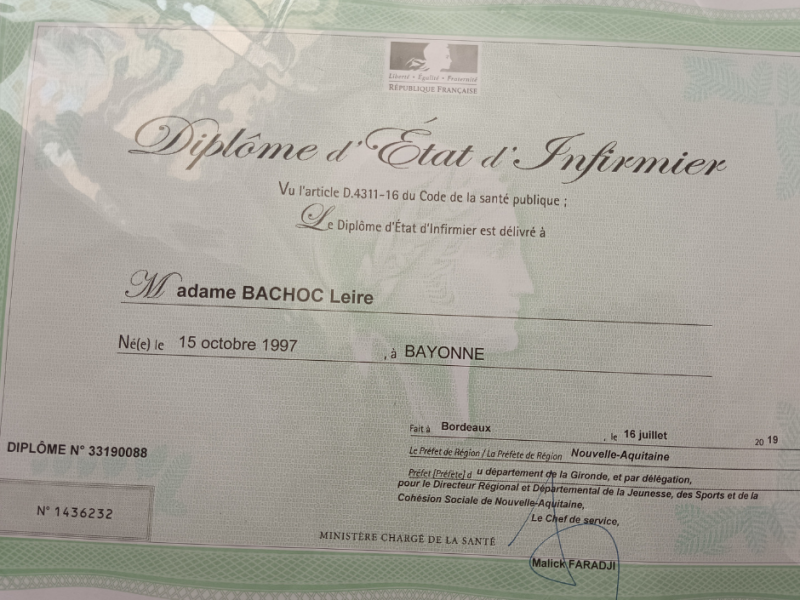 Liberté • Égalité • Fraternité
RÉPUBLIQUE FRANÇAISE
Diplôme d'État d'Infirmier
Vu l'article D.4311-16 du Code de la santé publique ;
Le Diplôme d'État d'Infirmier est délivré à
Madame BACHOC Leire
Né(e) le 15 octobre 1997 , à BAYONNE
Fait à Bordeaux , le 16 juillet 2019
Le Préfet de Région / La Préfète de Région Nouvelle-Aquitaine
Préfet [Préfète] d u département de la Gironde, et par délégation,
pour le Directeur Régional et Départemental de la Jeunesse, des Sports et de la
Cohésion Sociale de Nouvelle-Aquitaine,
Le Chef de service,
DIPLÔME N° 33190088
N° 1436232
MINISTÈRE CHARGÉ DE LA SANTÉ
Malick FARADJI